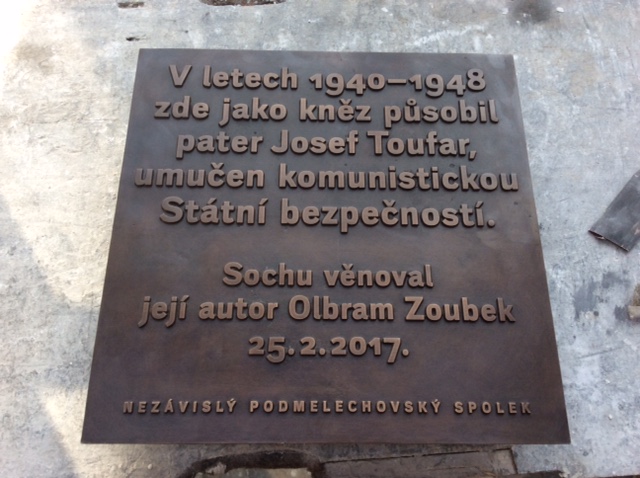 V letech 1940–1948
zde jako kněz působil
pater Josef Toufar,
umučen komunistickou
Státní bezpečností.
Sochu věnoval
její autor Olbram Zoubek
25. 2. 2017.
NEZÁVISLÝ PODMELECHOVSKÝ SPOLEK